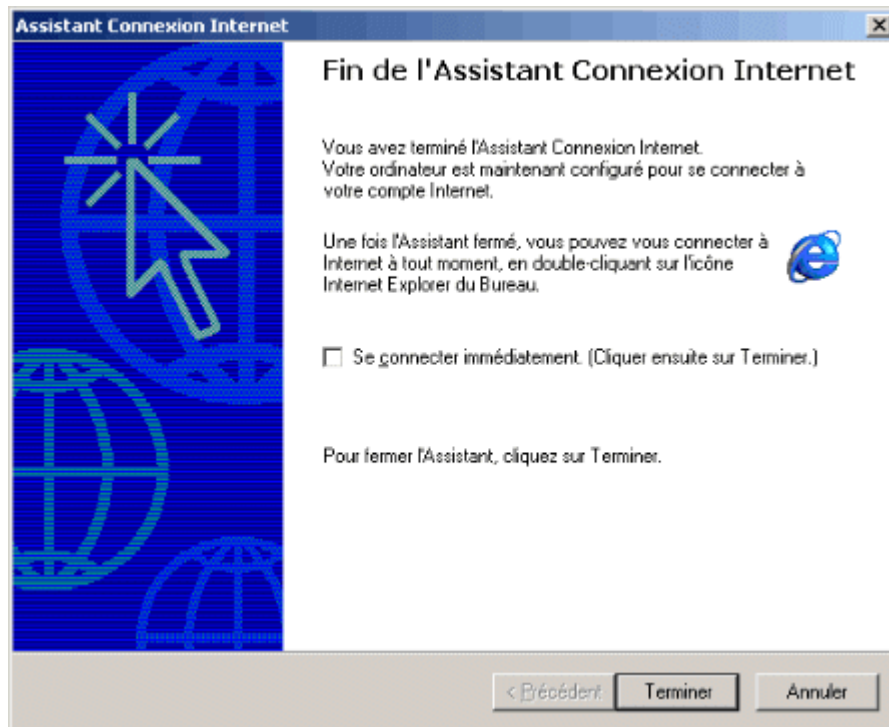 Assistant Connexion Internet
Fin de l'Assistant Connexion Internet
Vous avez terminé l'Assistant Connexion Internet.
Votre ordinateur est maintenant configuré pour se connecter à
votre compte Internet.
Une fois l'Assistant fermé, vous pouvez vous connecter à
Internet à tout moment, en double-cliquant sur l'icône
Internet Explorer du Bureau.
Se connecter immédiatement. (Cliquer ensuite sur Terminer.)
Pour fermer l'Assistant, cliquez sur Terminer.
< Précédent Terminer Annuler